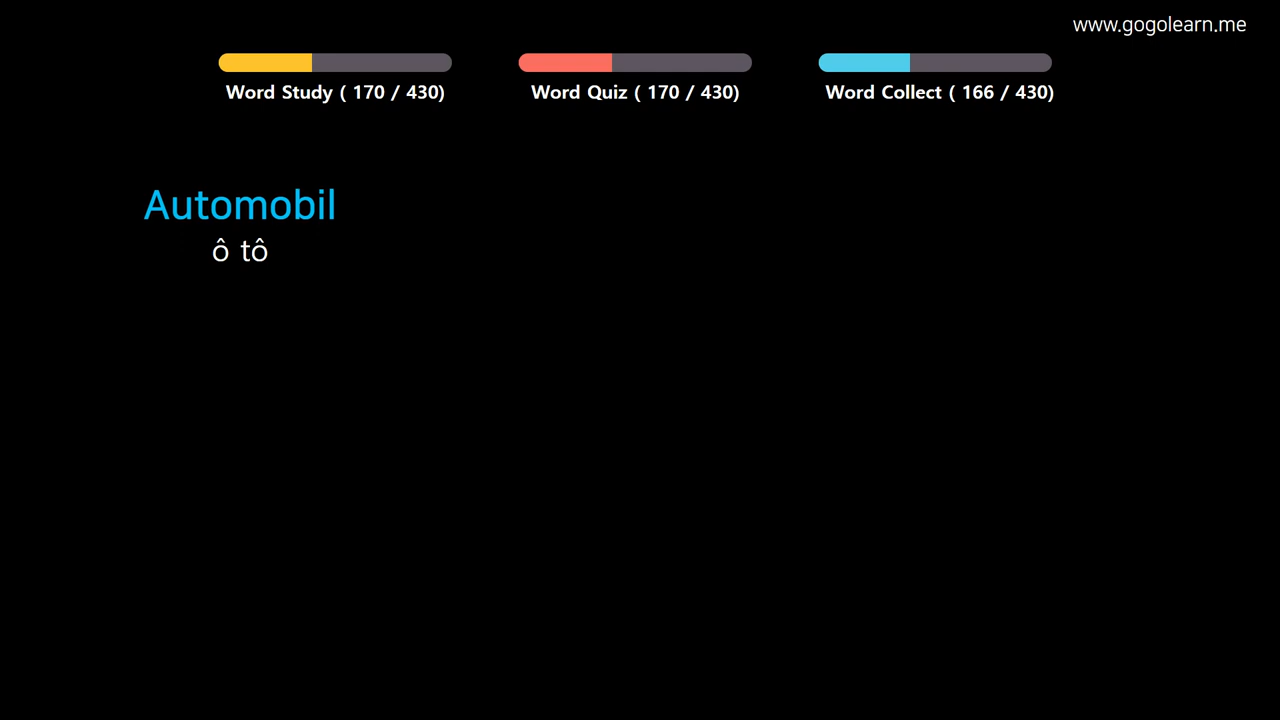 www.gogolearn.me
Word Study ( 170 / 430)
Word Quiz ( 170 / 430)
Word Collect ( 166 / 430)
Automobil
ô tô